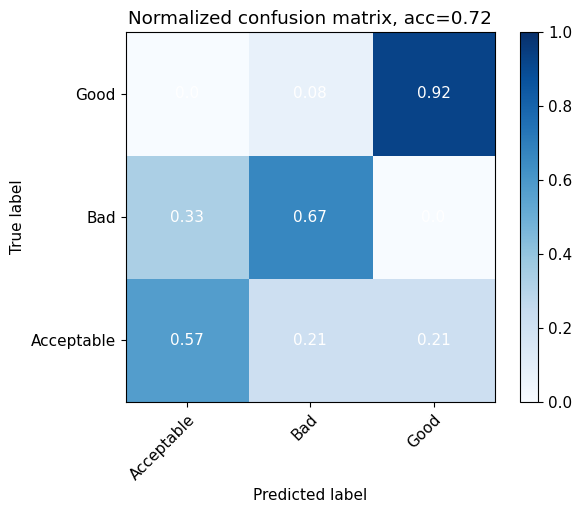 Normalized confusion matrix, acc=0.72
True label
Good
0.0
0.08
0.92
Bad
0.33
0.67
0.0
Acceptable
0.57
0.21
0.21
Acceptable
Bad
Good
Predicted label
1.0
0.8
0.6
0.4
0.2
0.0